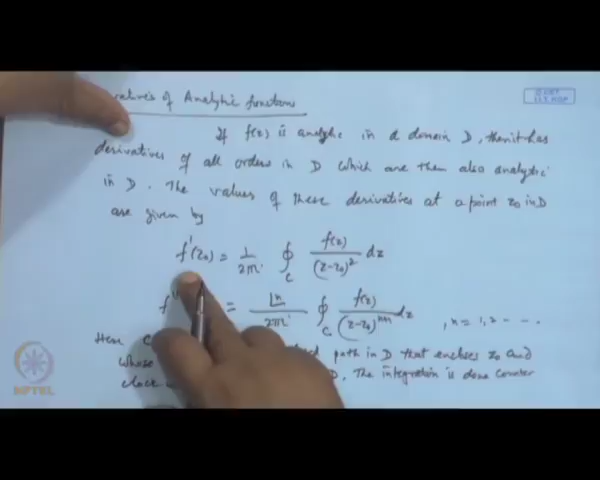 vatives of Analytic functions
© CET
I.I.T. KGP
If f(z) is analytic in a domain D, then it has
derivatives of all orders in D which are then also analytic
in D. The values of these derivatives at a point z₀ in D
are given by
f'(z₀) = 1/2πi ∮_C f(z)/(z-z₀)² dz
f = ⌊n/2πi ∮_C f(z)/(z-z₀)ⁿ⁺¹ dz , n = 1, 2 - - - .
Here C path in D that encloses z₀ and
whose D. The integration is done counter
clock
NPTEL